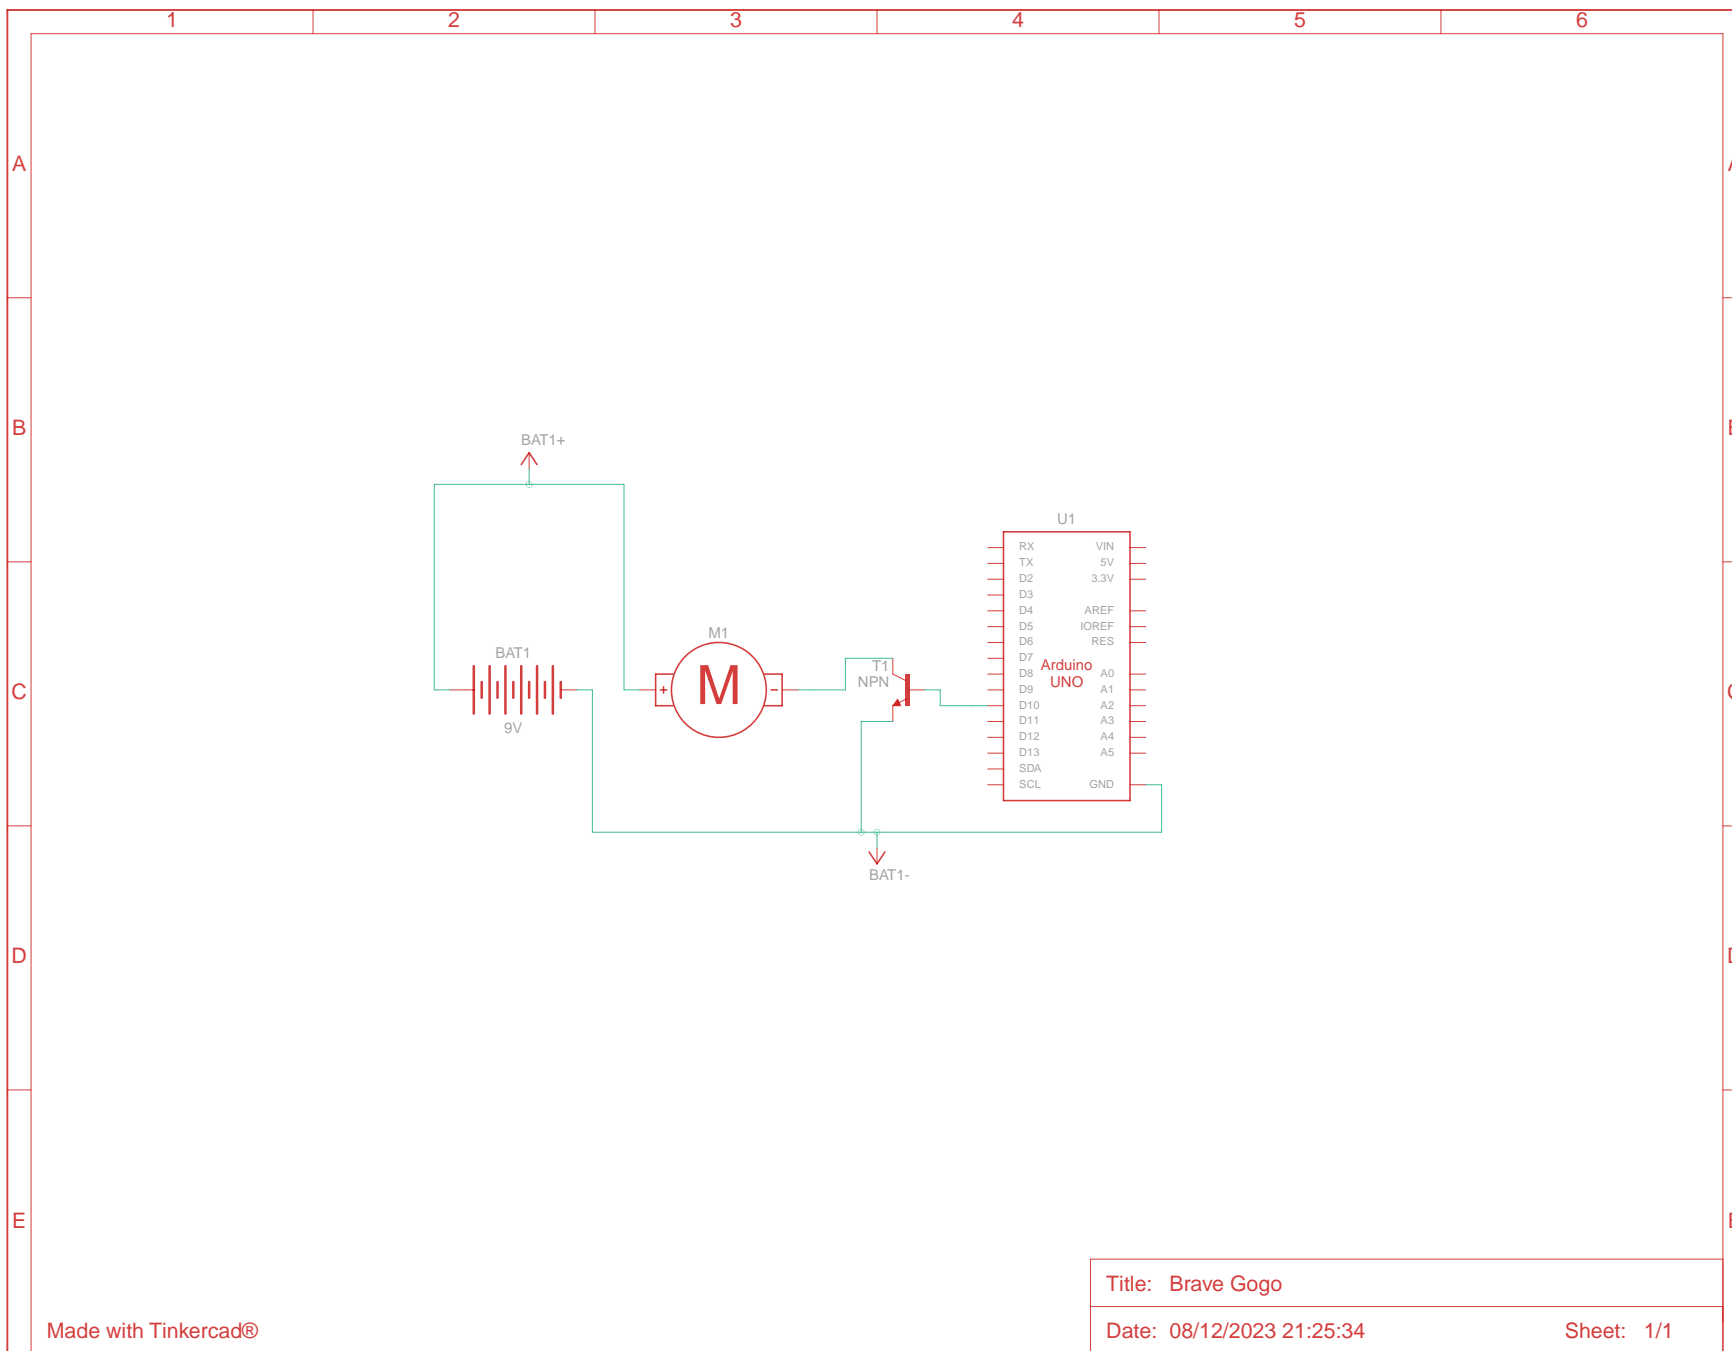 1 2 3 4 5 6
A
B
C
D
E
BAT1+
BAT1
9V
M1
+ M -
T1
NPN
U1
RX VIN
TX 5V
D2 3.3V
D3
D4 AREF
D5 IOREF
D6 RES
D7
Arduino
UNO
D8 A0
D9 A1
D10 A2
D11 A3
D12 A4
D13 A5
SDA
SCL GND
BAT1-
Title: Brave Gogo
Date: 08/12/2023 21:25:34 Sheet: 1/1
Made with Tinkercad®